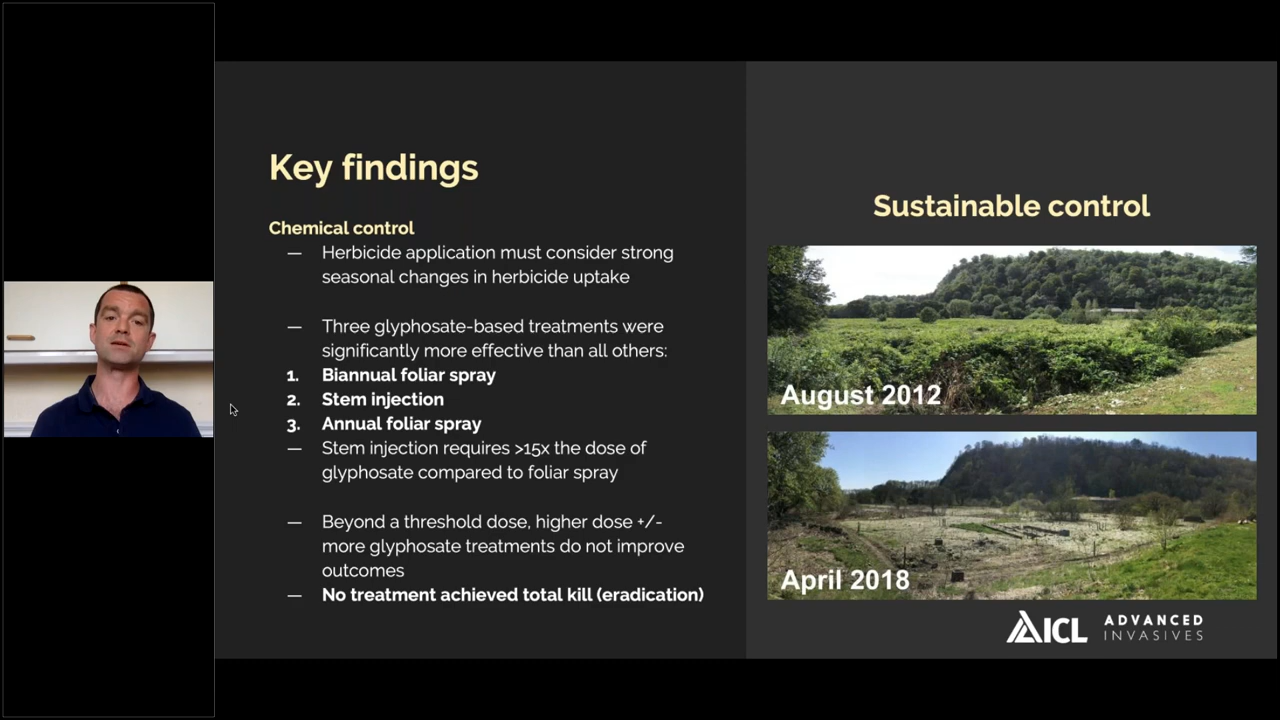 Key findings
Chemical control
— Herbicide application must consider strong
seasonal changes in herbicide uptake
— Three glyphosate-based treatments were
significantly more effective than all others:
1. Biannual foliar spray
2. Stem injection
3. Annual foliar spray
— Stem injection requires >15x the dose of
glyphosate compared to foliar spray
— Beyond a threshold dose, higher dose +/-
more glyphosate treatments do not improve
outcomes
— No treatment achieved total kill (eradication)
Sustainable control
August 2012
April 2018
AICL ADVANCED
INVASIVES